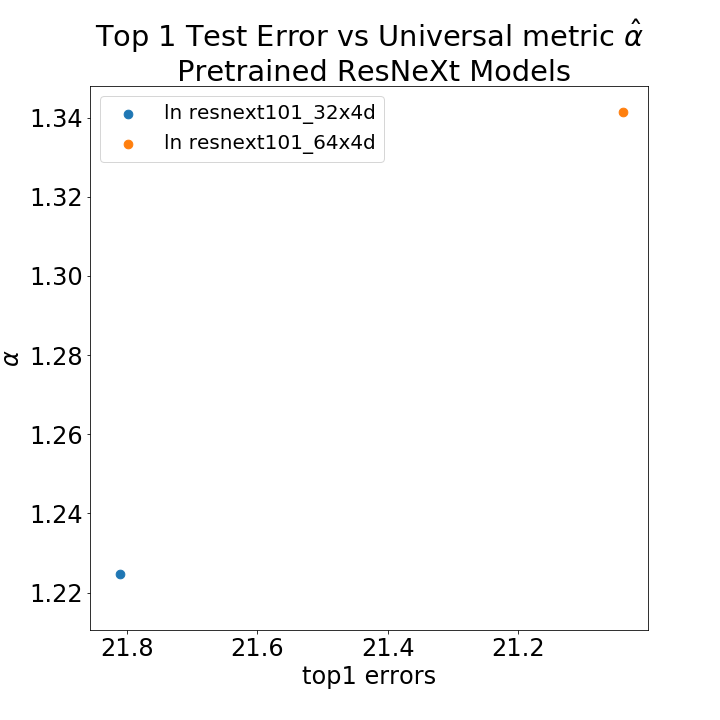 Top 1 Test Error vs Universal metric α̂
Pretrained ResNeXt Models
ln resnext101_32x4d
ln resnext101_64x4d
1.34
1.32
1.30
1.28
1.26
1.24
1.22
α
21.8 21.6 21.4 21.2
top1 errors